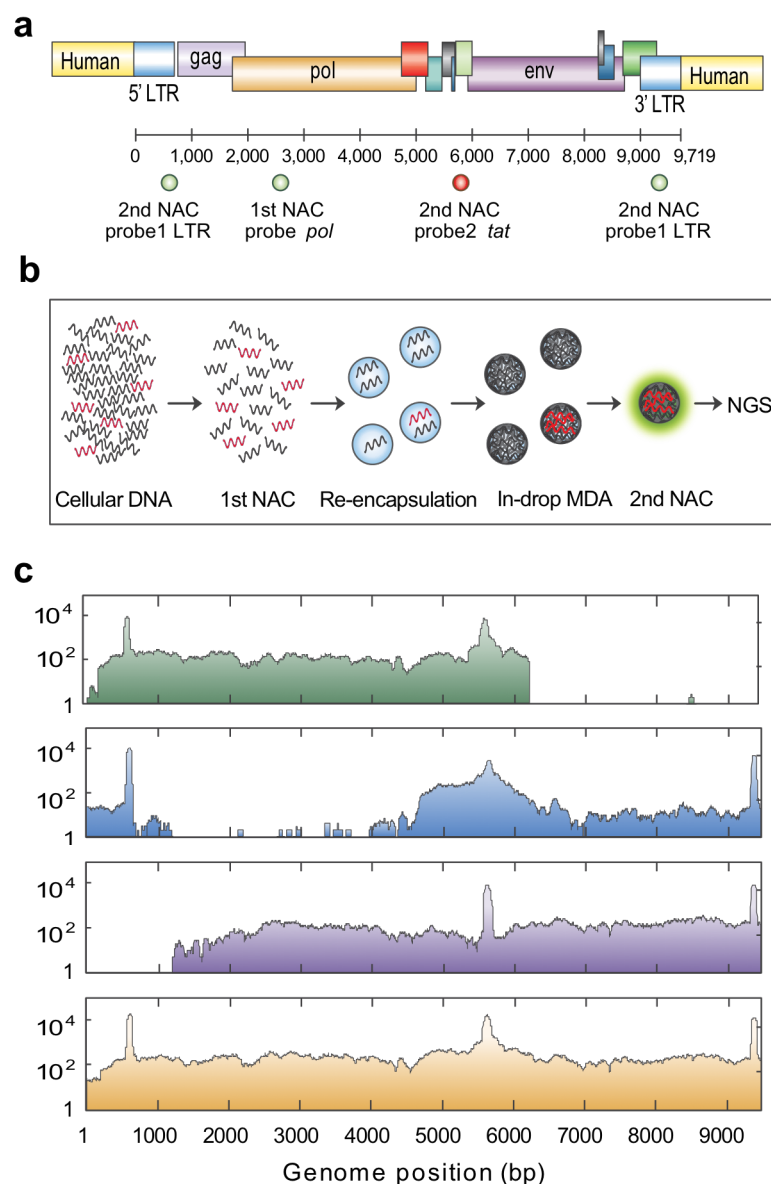 a
Human gag pol env Human
5' LTR 3' LTR
0 1,000 2,000 3,000 4,000 5,000 6,000 7,000 8,000 9,000 9,719
2nd NAC 1st NAC 2nd NAC 2nd NAC
probe1 LTR probe pol probe2 tat probe1 LTR
b
NGS
Cellular DNA 1st NAC Re-encapsulation In-drop MDA 2nd NAC
c
10^4
10^2
1
10^4
10^2
1
10^4
10^2
1
10^4
10^2
1
1 1000 2000 3000 4000 5000 6000 7000 8000 9000
Genome position (bp)